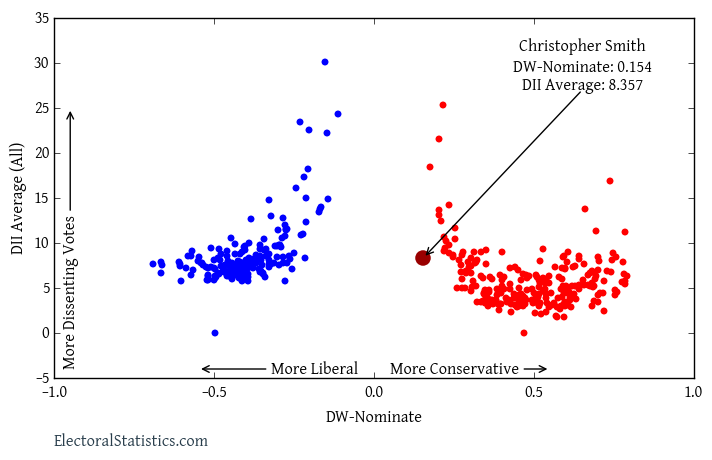 35
30
25
20
15
10
5
0
−5
DII Average (All)
More Dissenting Votes
Christopher Smith
DW-Nominate: 0.154
DII Average: 8.357
More Liberal
More Conservative
−1.0
−0.5
0.0
0.5
1.0
DW-Nominate
ElectoralStatistics.com